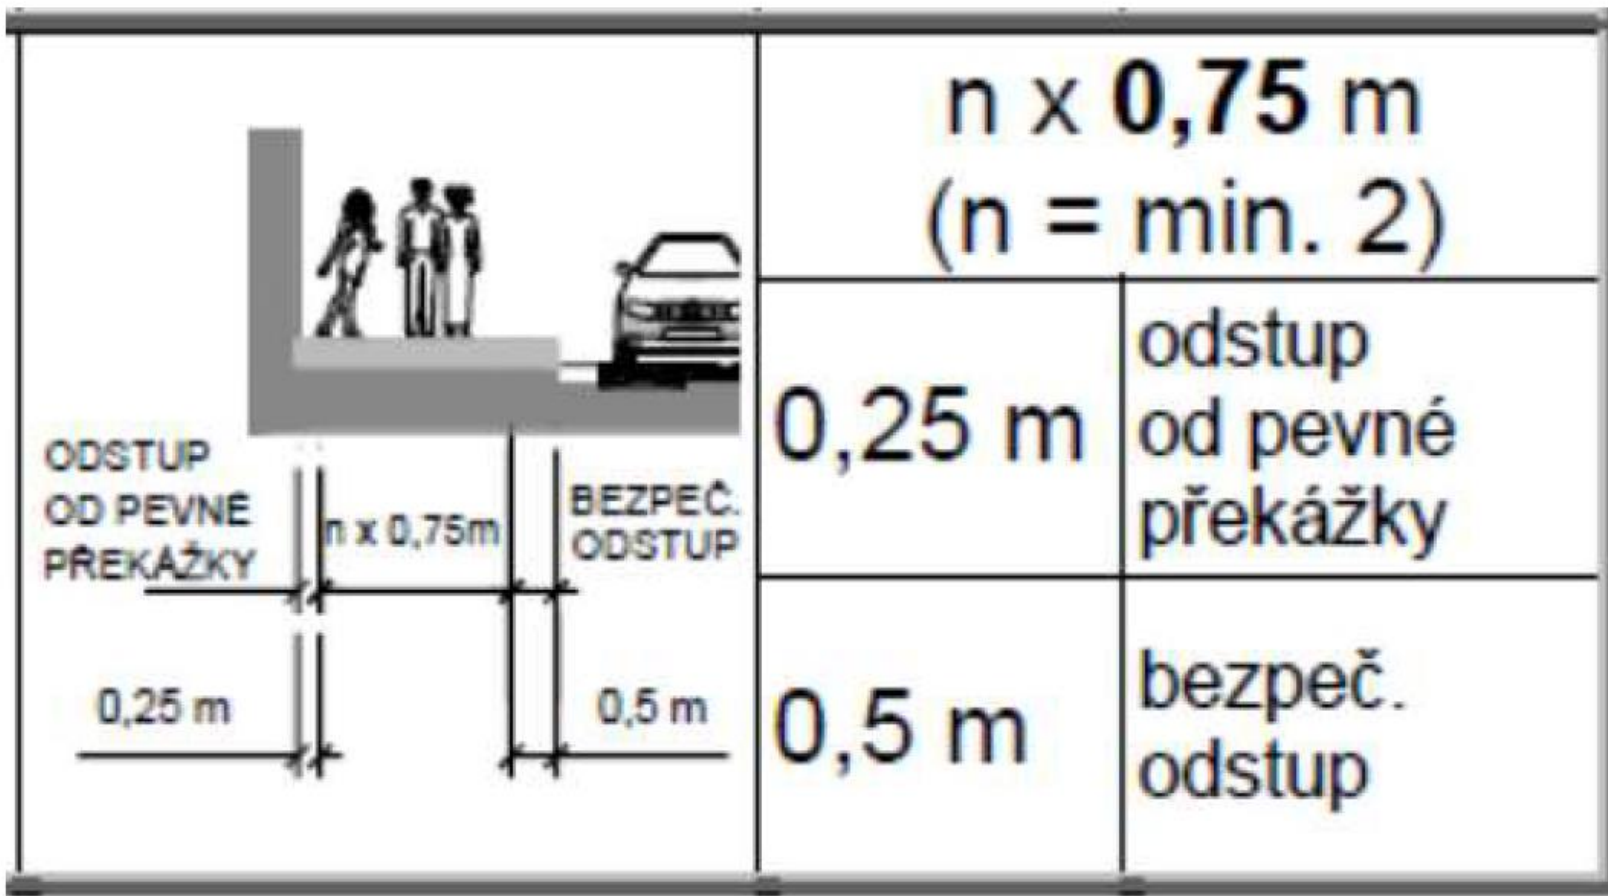 ODSTUP
OD PEVNÉ
PŘEKÁŽKY
n x 0,75m
BEZPEČ.
ODSTUP
0,25 m
0,5 m
n x 0,75 m
(n = min. 2)
0,25 m
odstup
od pevné
překážky
0,5 m
bezpeč.
odstup